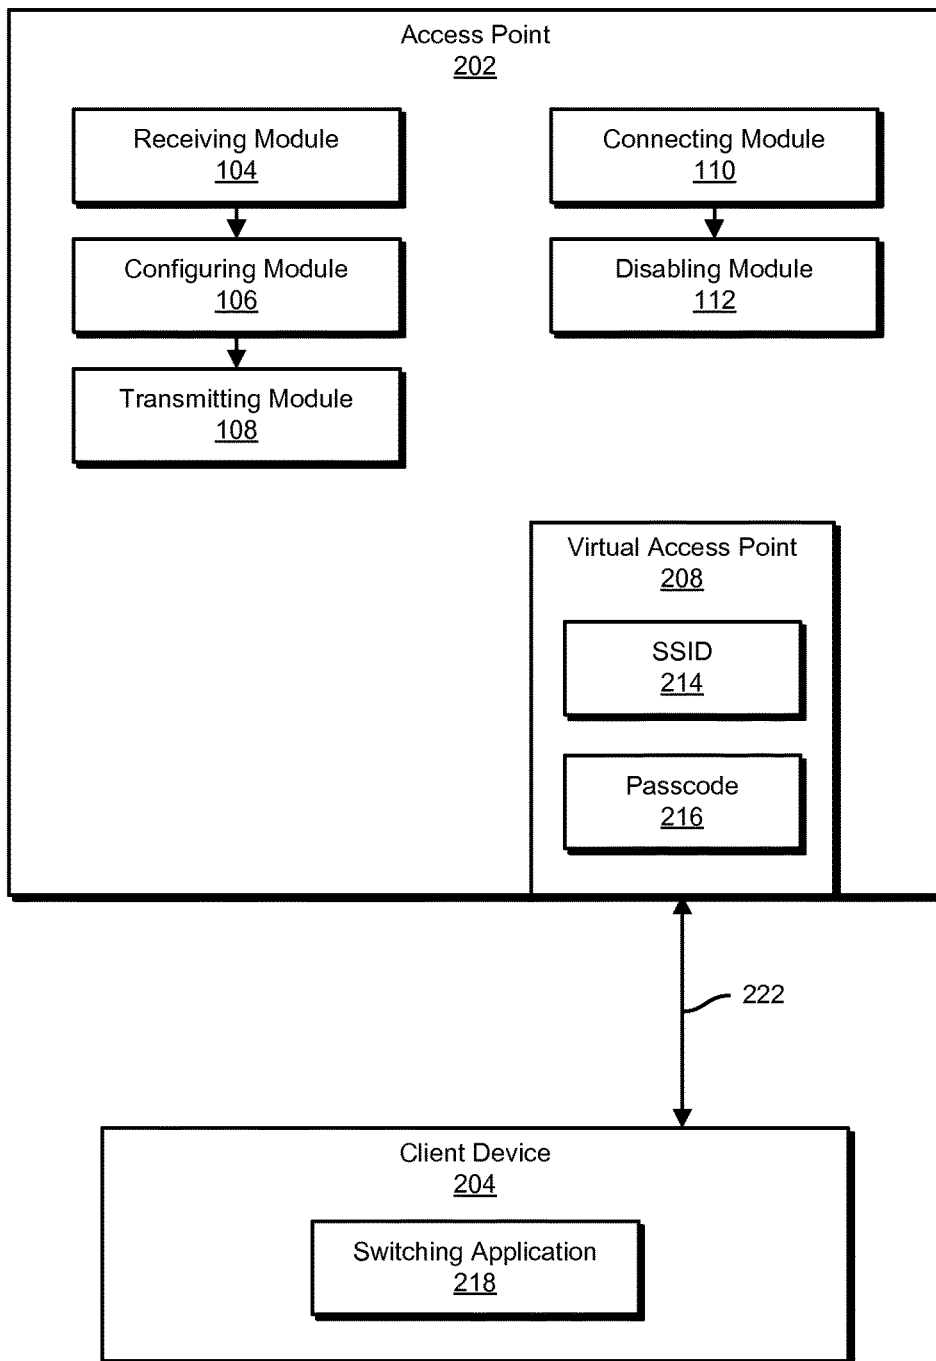 Access Point
202
Receiving Module
104
Connecting Module
110
Configuring Module
106
Disabling Module
112
Transmitting Module
108
Virtual Access Point
208
SSID
214
Passcode
216
222
Client Device
204
Switching Application
218